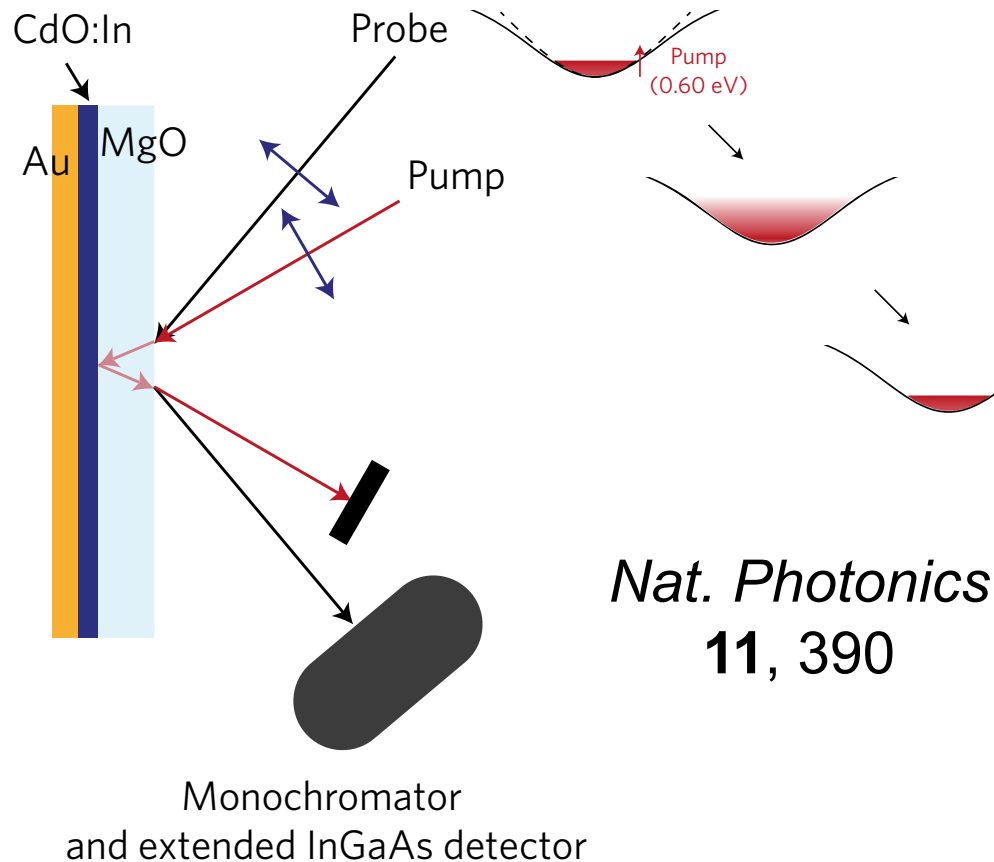 CdO:In
Probe
Pump
(0.60 eV)
MgO
Au
Pump
Nat. Photonics
11, 390
Monochromator
and extended InGaAs detector